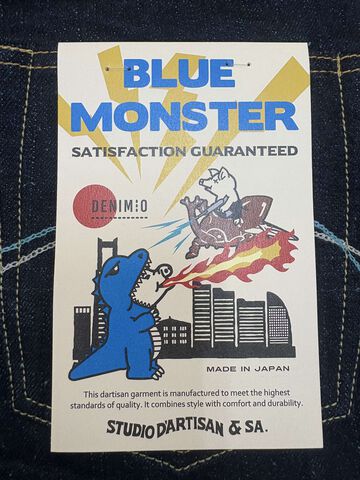 BLUE
MONSTER
SATISFACTION GUARANTEED
DENIMIO
MADE IN JAPAN
This dartisan garment is manufactured to meet the highest
standards of quality. It combines style with comfort and durability.
STUDIO D'ARTISAN & SA.